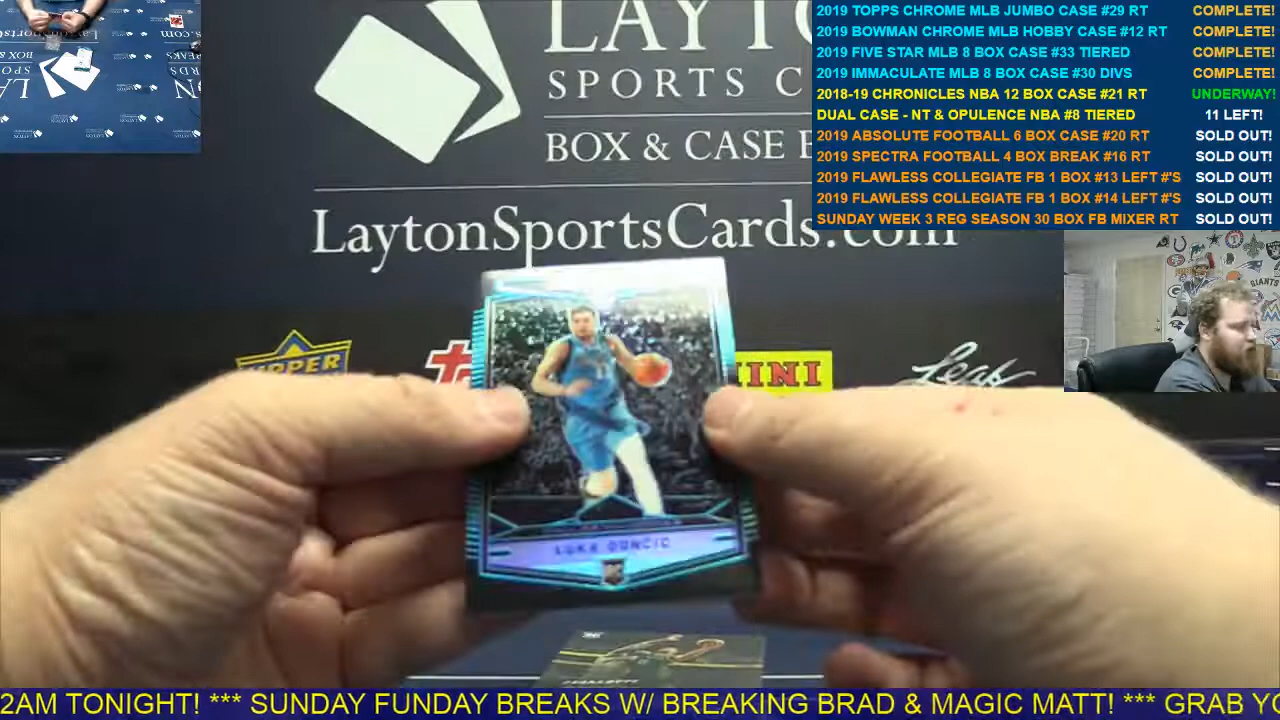 LAYTO
SPORTS C
BOX & CASE B
LaytonSportsCards.com
2019 TOPPS CHROME MLB JUMBO CASE #29 RT COMPLETE!
2019 BOWMAN CHROME MLB HOBBY CASE #12 RT COMPLETE!
2019 FIVE STAR MLB 8 BOX CASE #33 TIERED COMPLETE!
2019 IMMACULATE MLB 8 BOX CASE #30 DIVS COMPLETE!
2018-19 CHRONICLES NBA 12 BOX CASE #21 RT UNDERWAY!
DUAL CASE - NT & OPULENCE NBA #8 TIERED 11 LEFT!
2019 ABSOLUTE FOOTBALL 6 BOX CASE #20 RT SOLD OUT!
2019 SPECTRA FOOTBALL 4 BOX BREAK #16 RT SOLD OUT!
2019 FLAWLESS COLLEGIATE FB 1 BOX #13 LEFT #'S SOLD OUT!
2019 FLAWLESS COLLEGIATE FB 1 BOX #14 LEFT #'S SOLD OUT!
SUNDAY WEEK 3 REG SEASON 30 BOX FB MIXER RT SOLD OUT!
GIANTS
UPPER
ININI
Leaf
LUKA DONCIC
2AM TONIGHT! *** SUNDAY FUNDAY BREAKS W/ BREAKING BRAD & MAGIC MATT! *** GRAB YO